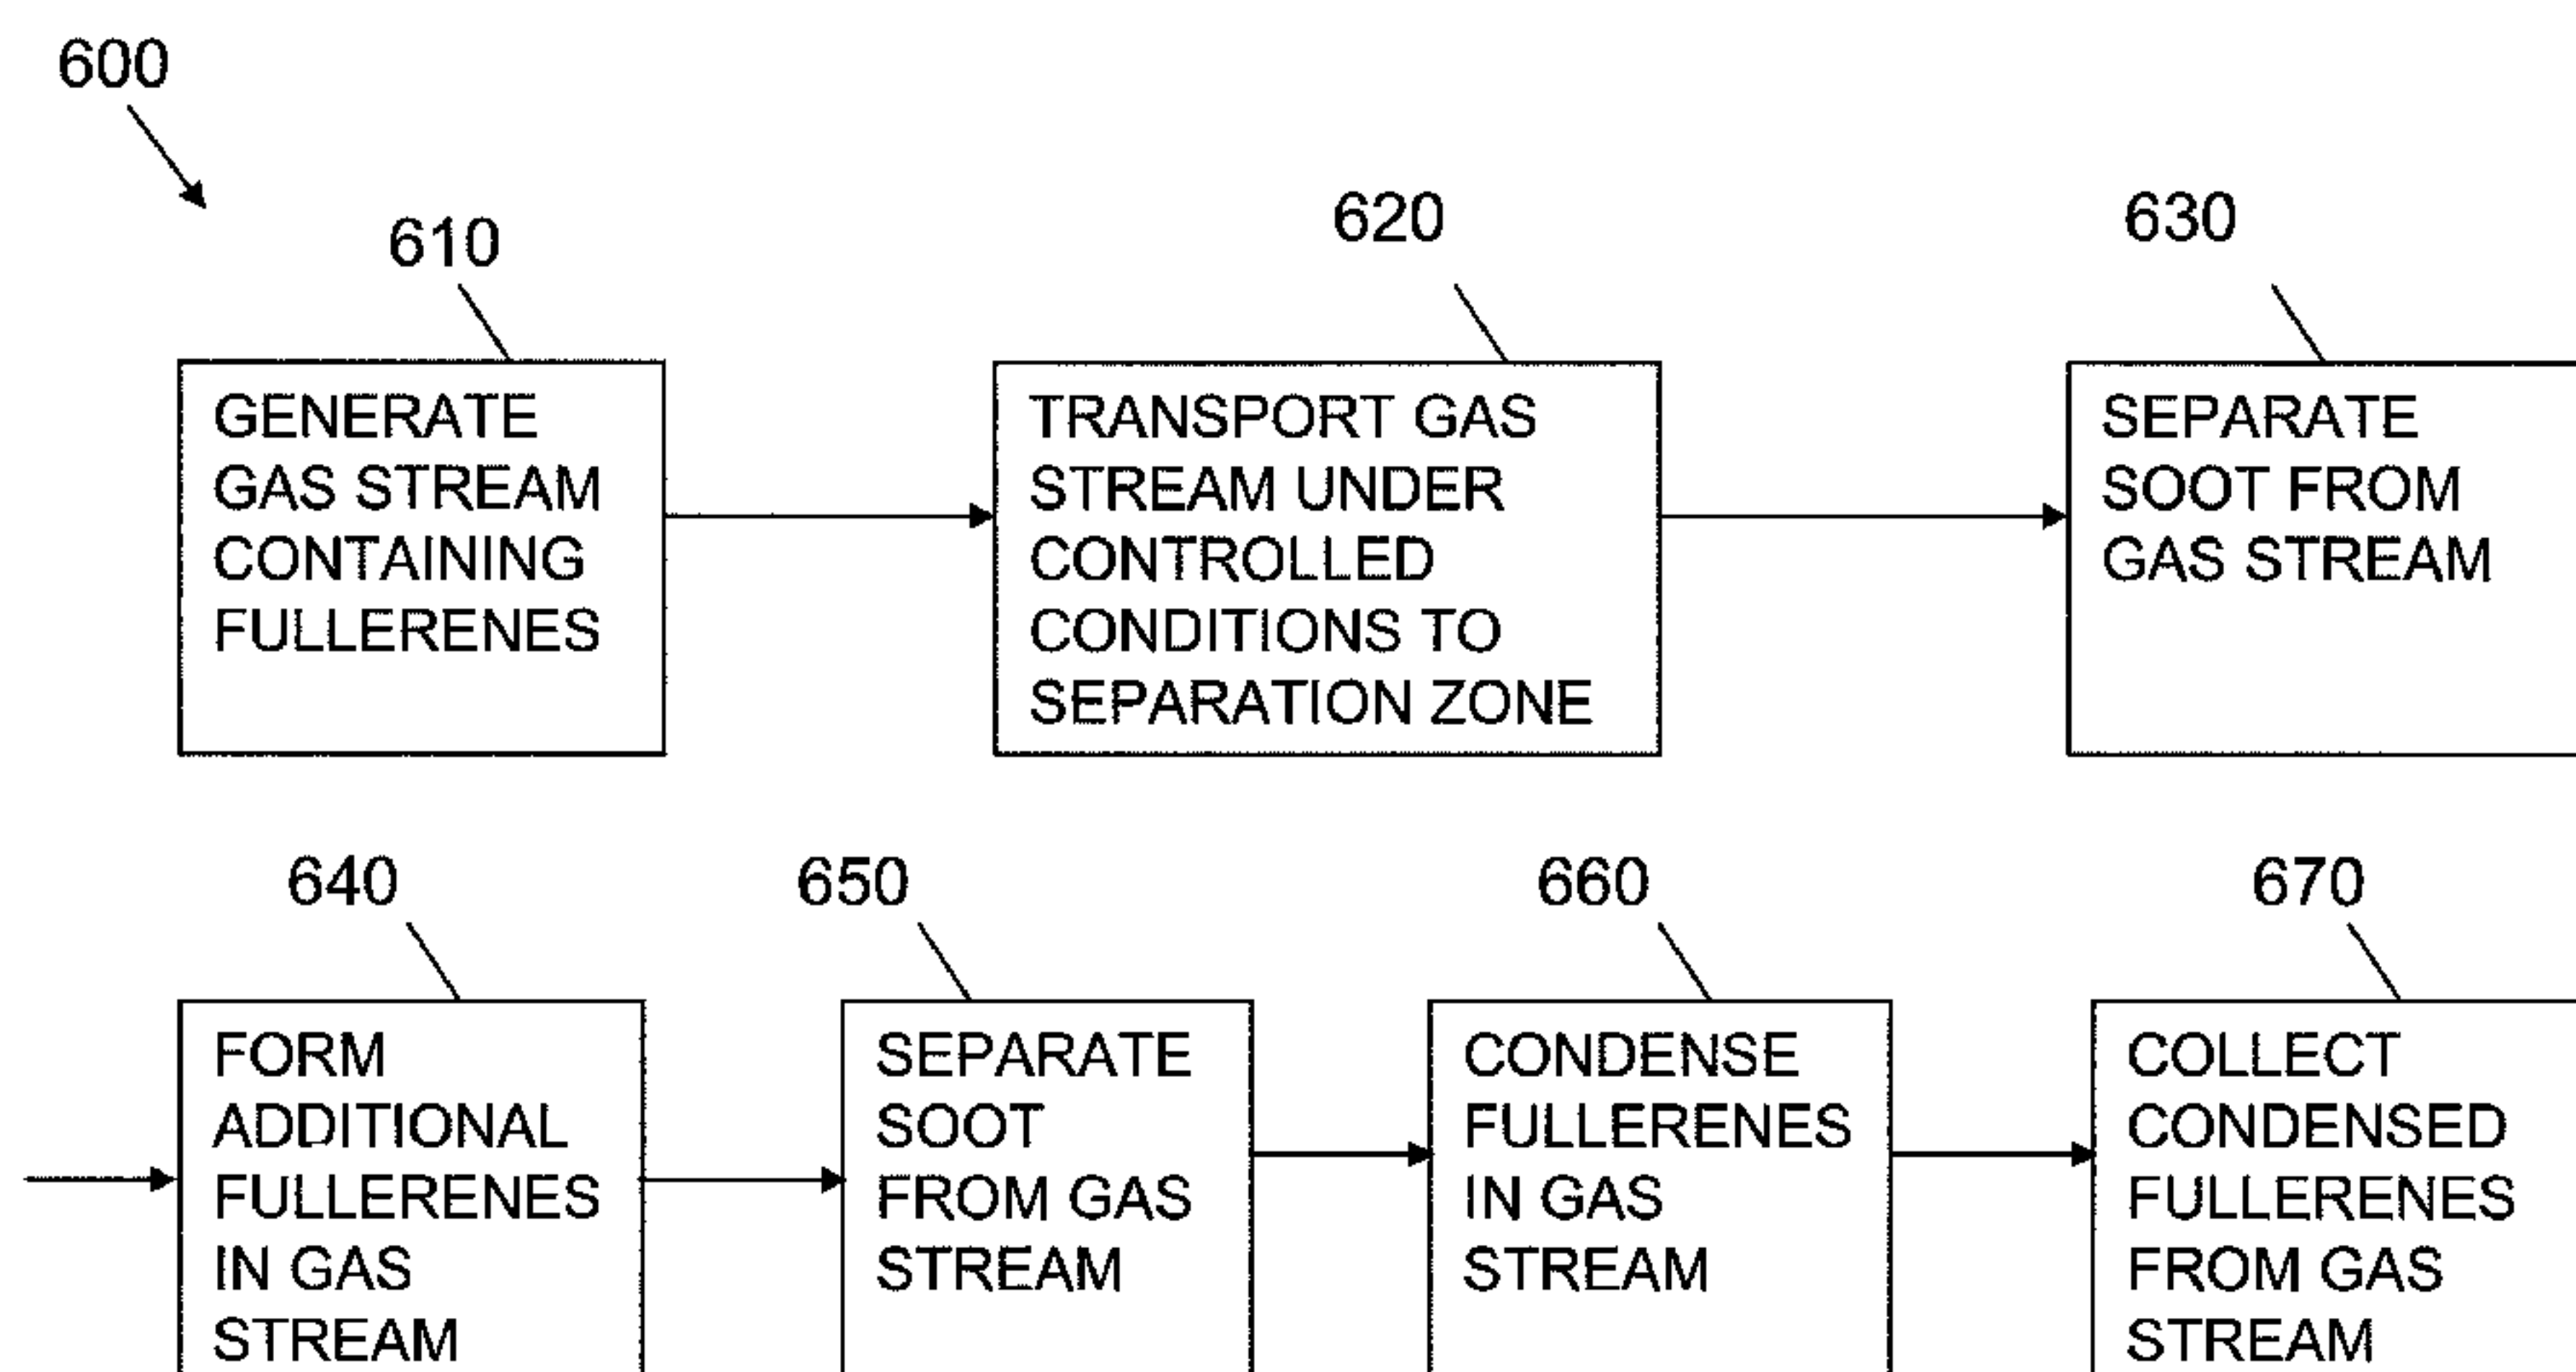 600
610
620
630
GENERATE
GAS STREAM
CONTAINING
FULLERENES
TRANSPORT GAS
STREAM UNDER
CONTROLLED
CONDITIONS TO
SEPARATION ZONE
SEPARATE
SOOT FROM
GAS STREAM
640
650
660
670
FORM
ADDITIONAL
FULLERENES
IN GAS
STREAM
SEPARATE
SOOT
FROM GAS
STREAM
CONDENSE
FULLERENES
IN GAS
STREAM
COLLECT
CONDENSED
FULLERENES
FROM GAS
STREAM